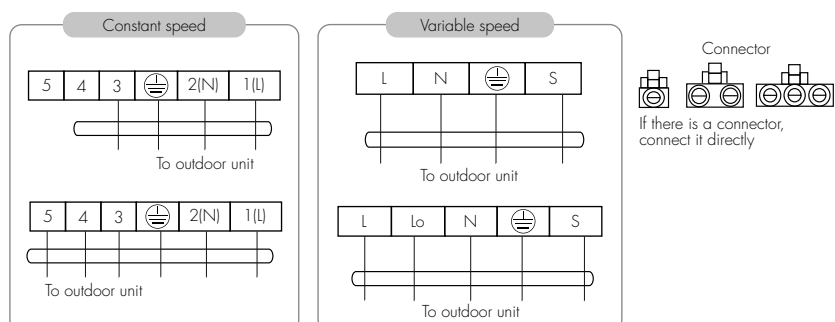 Constant speed
5 4 3 2(N) 1(L)
To outdoor unit
5 4 3 2(N) 1(L)
To outdoor unit
Variable speed
L N S
To outdoor unit
L Lo N S
To outdoor unit
Connector
If there is a connector,
connect it directly